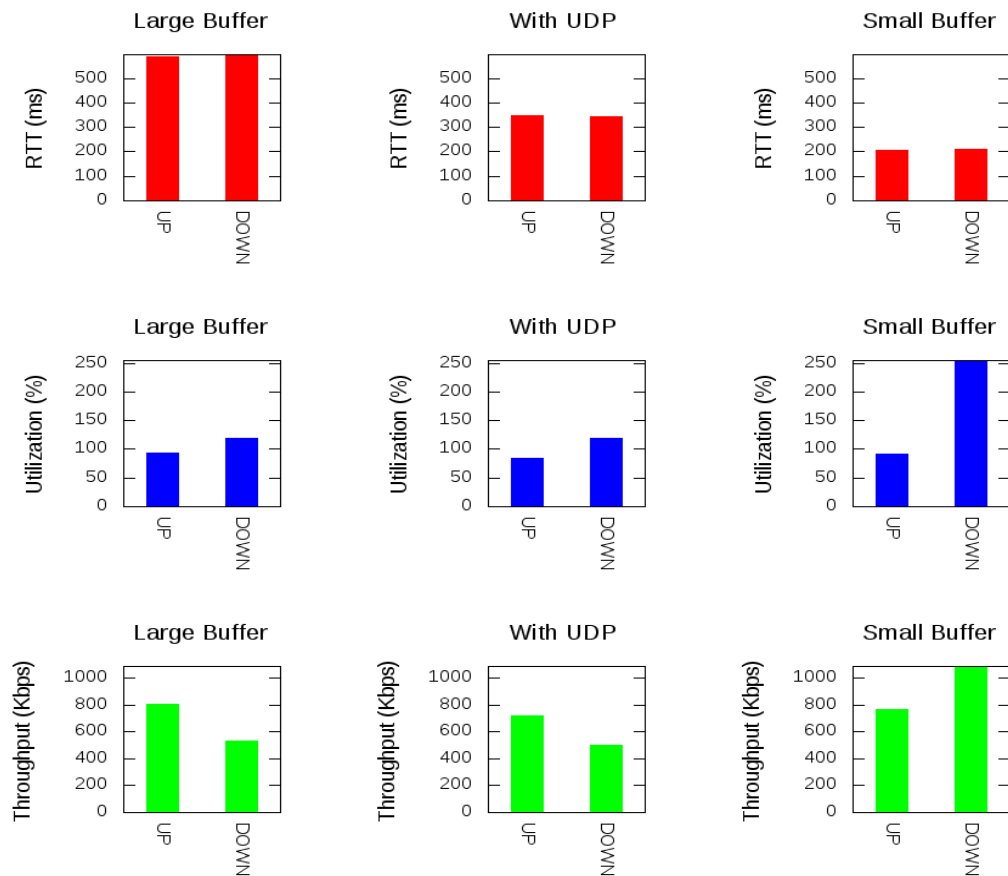 Large Buffer
RTT (ms)
500
400
300
200
100
0
UP
DOWN
With UDP
RTT (ms)
500
400
300
200
100
0
UP
DOWN
Small Buffer
RTT (ms)
500
400
300
200
100
0
UP
DOWN
Large Buffer
Utilization (%)
250
200
150
100
50
0
UP
DOWN
With UDP
Utilization (%)
250
200
150
100
50
0
UP
DOWN
Small Buffer
Utilization (%)
250
200
150
100
50
0
UP
DOWN
Large Buffer
Throughput (Kbps)
1000
800
600
400
200
0
UP
DOWN
With UDP
Throughput (Kbps)
1000
800
600
400
200
0
UP
DOWN
Small Buffer
Throughput (Kbps)
1000
800
600
400
200
0
UP
DOWN